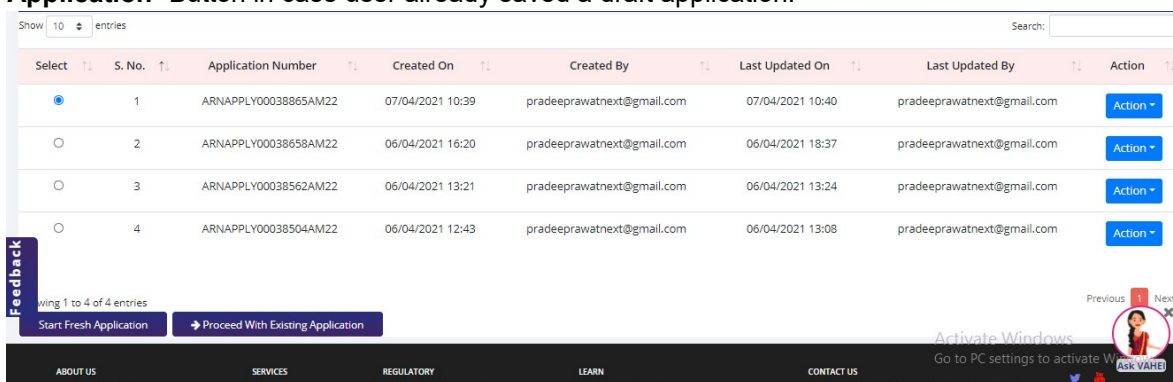 Application" Button in case user already saved a draft application.
Show 10 entries Search:
Select S. No. Application Number Created On Created By Last Updated On Last Updated By Action
1 ARNAPPLY00038865AM22 07/04/2021 10:39 pradeeprawatnext@gmail.com 07/04/2021 10:40 pradeeprawatnext@gmail.com Action
2 ARNAPPLY00038658AM22 06/04/2021 16:20 pradeeprawatnext@gmail.com 06/04/2021 18:37 pradeeprawatnext@gmail.com Action
3 ARNAPPLY00038562AM22 06/04/2021 13:21 pradeeprawatnext@gmail.com 06/04/2021 13:24 pradeeprawatnext@gmail.com Action
4 ARNAPPLY00038504AM22 06/04/2021 12:43 pradeeprawatnext@gmail.com 06/04/2021 13:08 pradeeprawatnext@gmail.com Action
Feedback
wing 1 to 4 of 4 entries Previous 1 Nex
Start Fresh Application Proceed With Existing Application
Activate Windows
Go to PC settings to activate Wi
Ask VAHEI
ABOUT US SERVICES REGULATORY LEARN CONTACT US